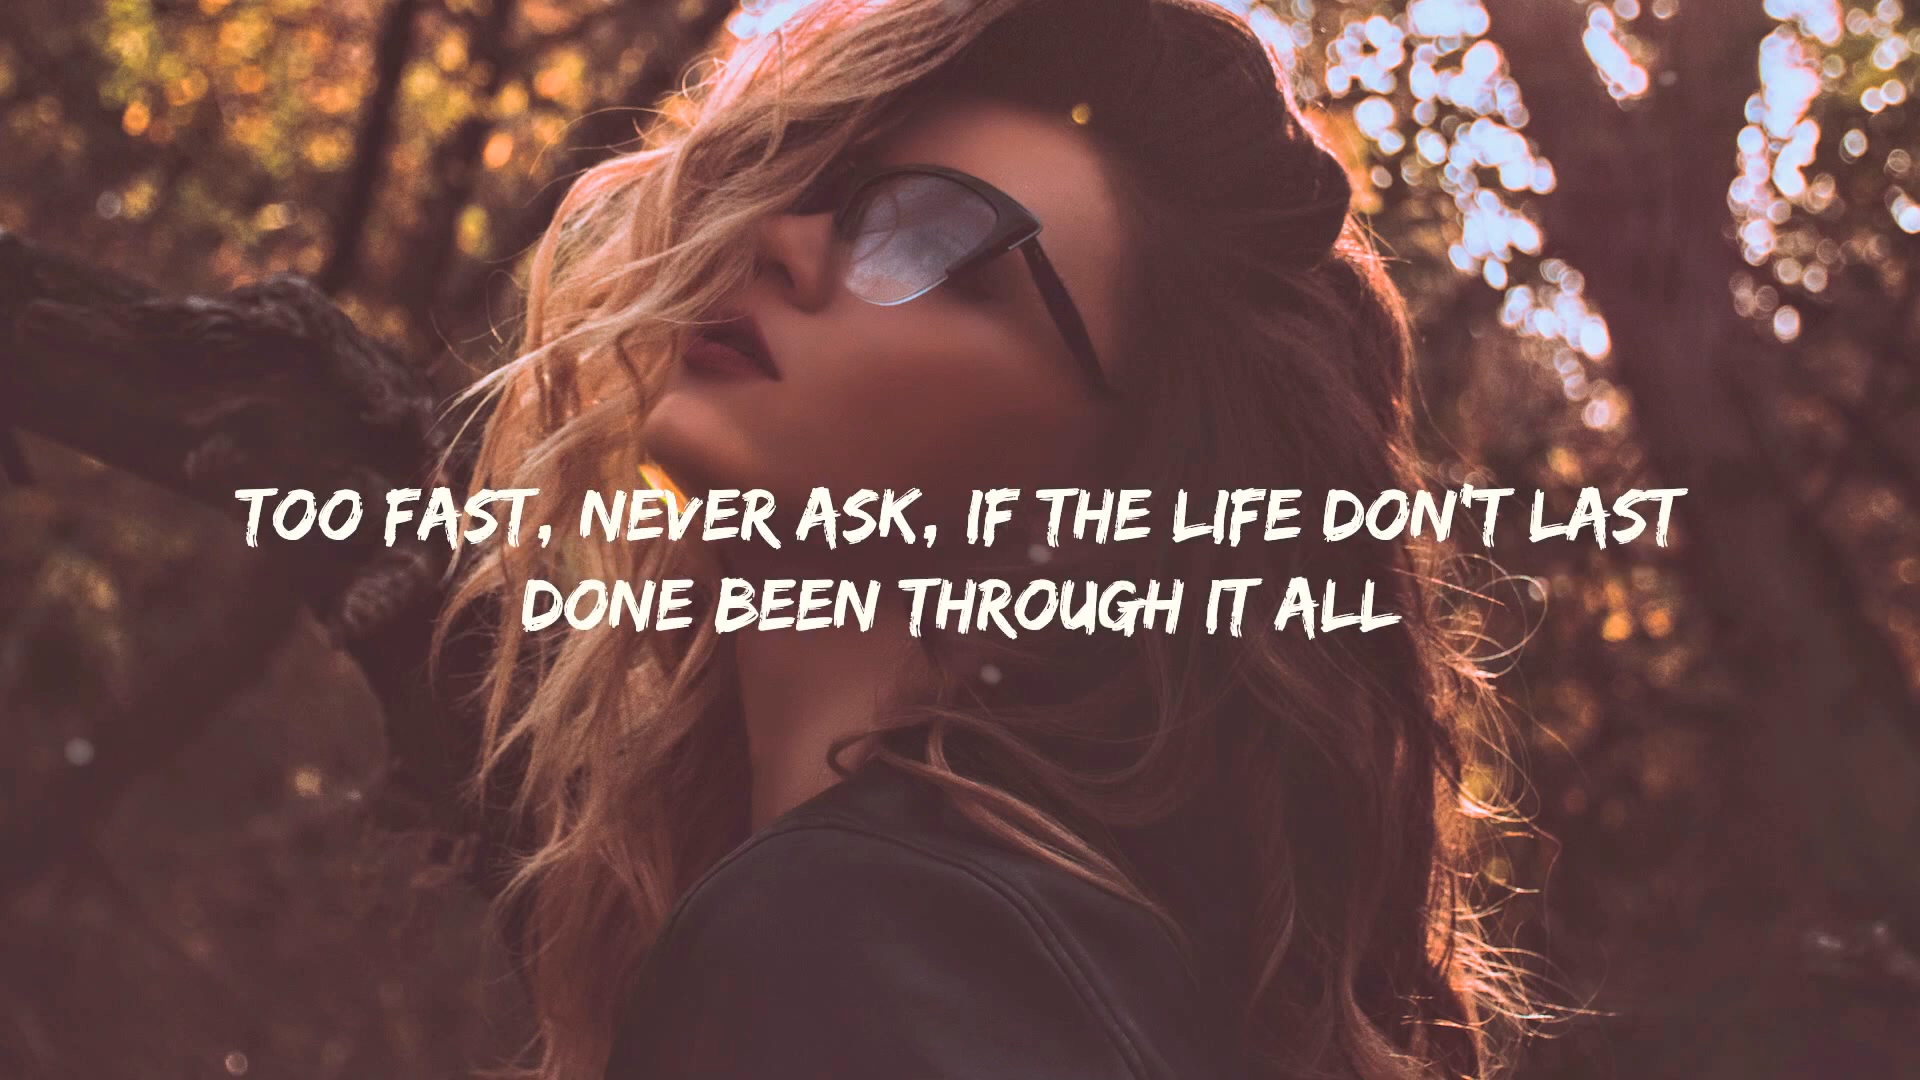 TOO FAST, NEVER ASK, IF THE LIFE DON'T LAST
DONE BEEN THROUGH IT ALL